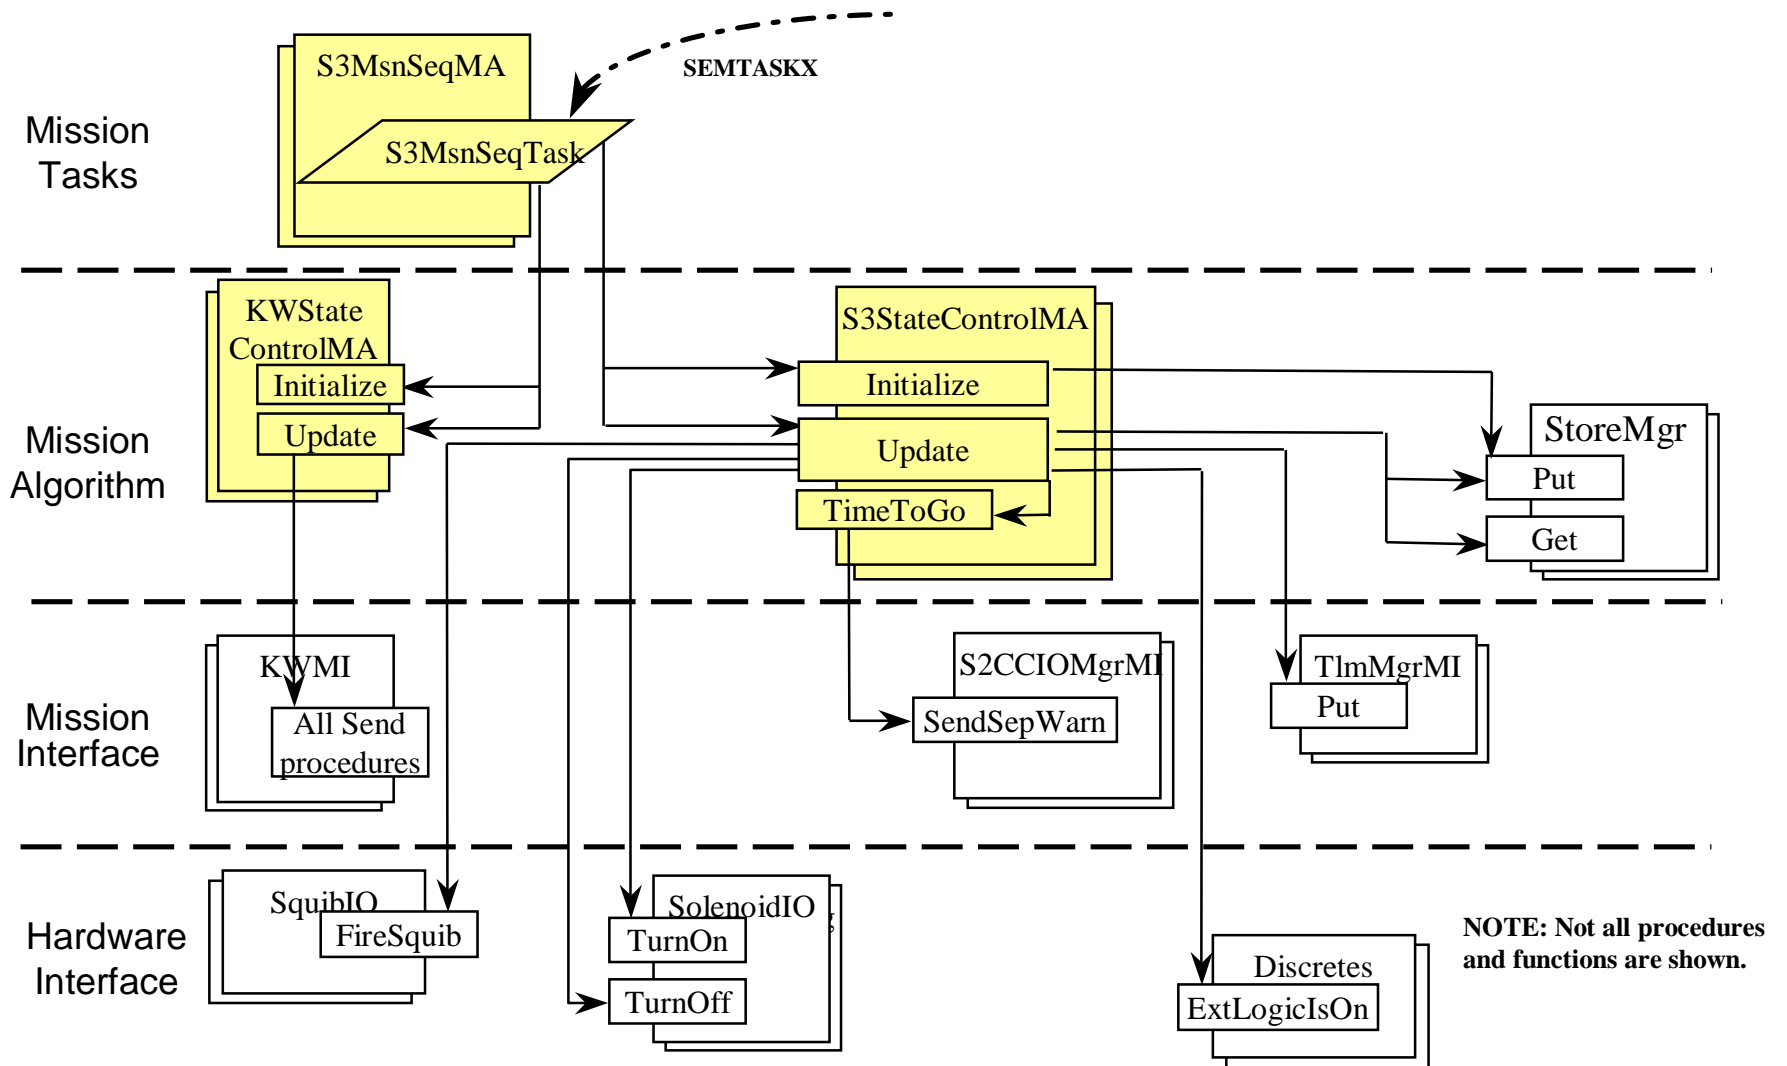 S3MsnSeqMA
SEMTASKX
S3MsnSeqTask
Mission
Tasks
KWState
ControlMA
Initialize
Update
S3StateControlMA
Initialize
Update
TimeToGo
StoreMgr
Put
Get
Mission
Algorithm
KWMI
All Send
procedures
S2CCIOMgrMI
SendSepWarn
TlmMgrMI
Put
Mission
Interface
SquibIO
FireSquib
SolenoidIO
TurnOn
TurnOff
Discretes
ExtLogicIsOn
Hardware
Interface
NOTE: Not all procedures
and functions are shown.